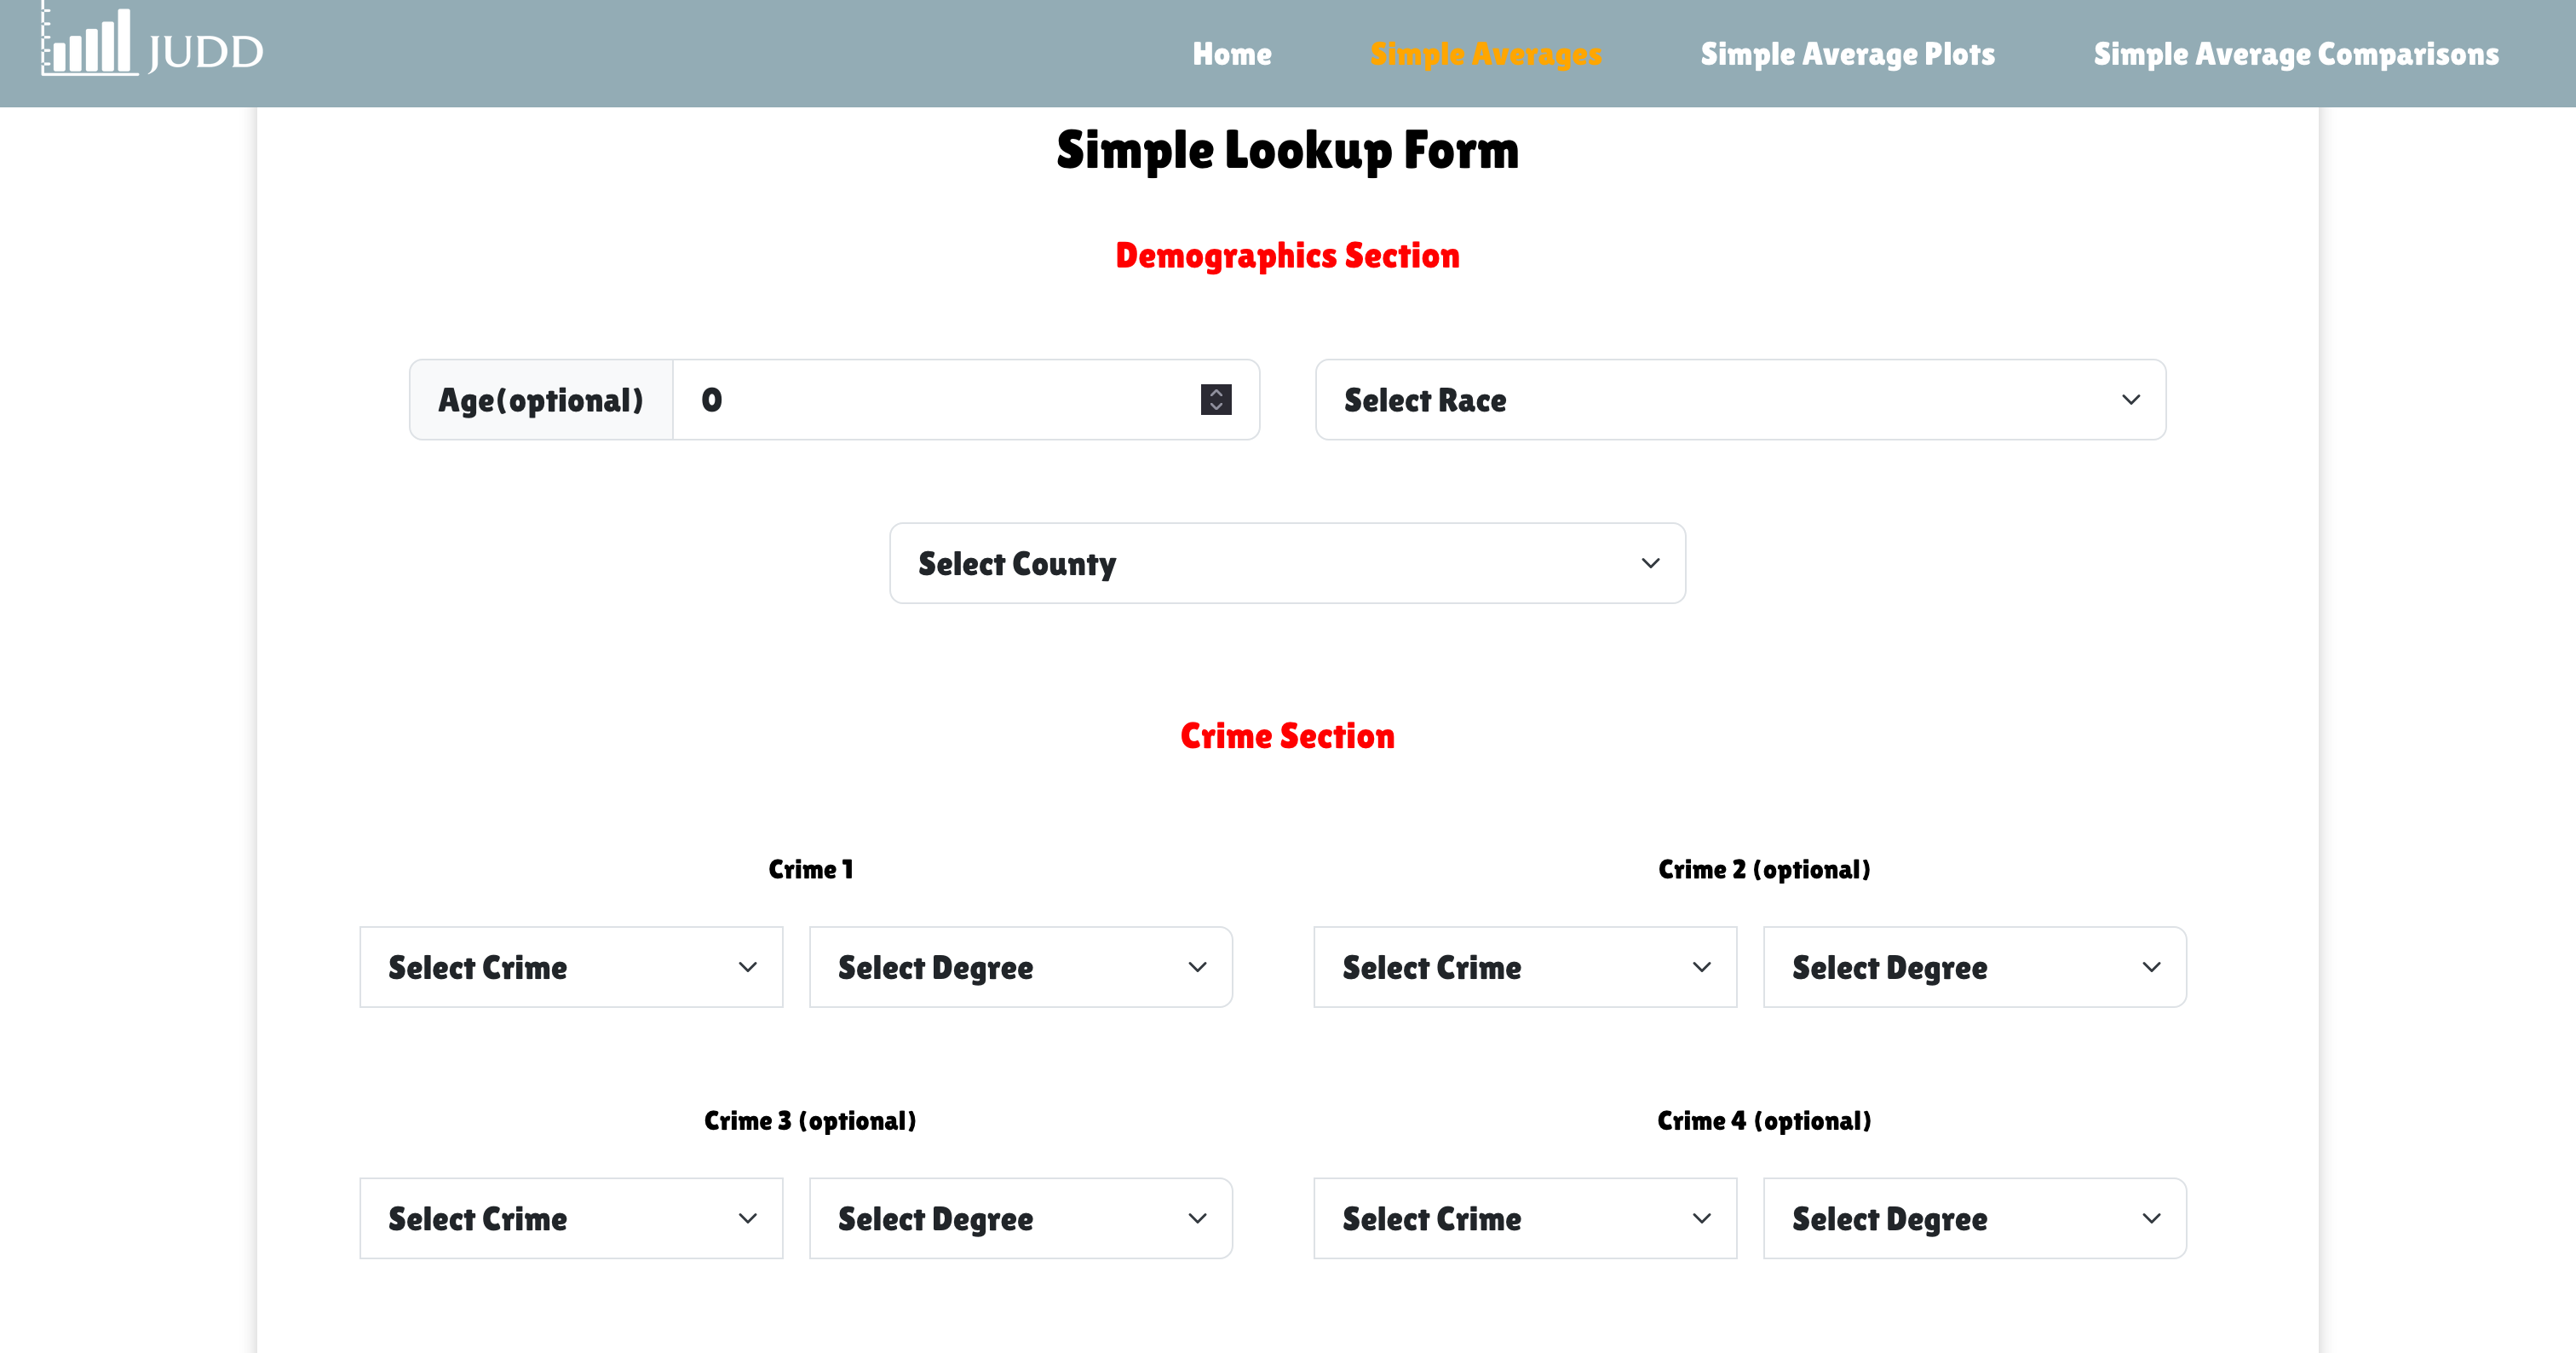 JUDD
Home Simple Averages Simple Average Plots Simple Average Comparisons
Simple Lookup Form
Demographics Section
Age(optional) 0 Select Race
Select County
Crime Section
Crime 1 Crime 2 (optional)
Select Crime Select Degree Select Crime Select Degree
Crime 3 (optional) Crime 4 (optional)
Select Crime Select Degree Select Crime Select Degree